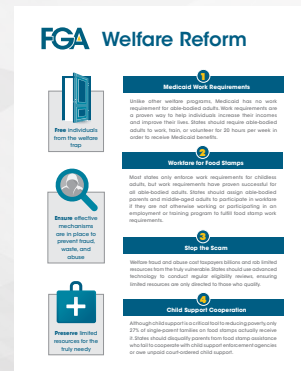 FGA Welfare Reform
Free individuals
from the welfare
trap
Ensure effective
mechanisms
are in place to
prevent fraud,
waste, and
abuse
Preserve limited
resources for the
truly needy
1
Medicaid Work Requirements
Unlike other welfare programs, Medicaid has no work
requirement for able-bodied adults. Work requirements are
a proven way to help individuals increase their incomes
and improve their lives. States should require able-bodied
adults to work, train, or volunteer for 20 hours per week in
order to receive Medicaid benefits.
2
Workfare for Food Stamps
Most states only enforce work requirements for childless
adults, but work requirements have proven successful for
all able-bodied adults. States should assign able-bodied
parents and middle-aged adults to participate in workfare
if they are not otherwise working or participating in an
employment or training program to fulfill food stamp work
requirements.
3
Stop the Scam
Welfare fraud and abuse cost taxpayers billions and rob limited
resources from the truly vulnerable. States should use advanced
technology to conduct regular eligibility reviews, ensuring
limited resources are only directed to those who qualify.
4
Child Support Cooperation
Although child support is a critical tool to reducing poverty, only
27% of single-parent families on food stamps actually receive
it. States should disqualify parents from food stamp assistance
who fail to cooperate with child support enforcement agencies
or owe unpaid court-ordered child support.